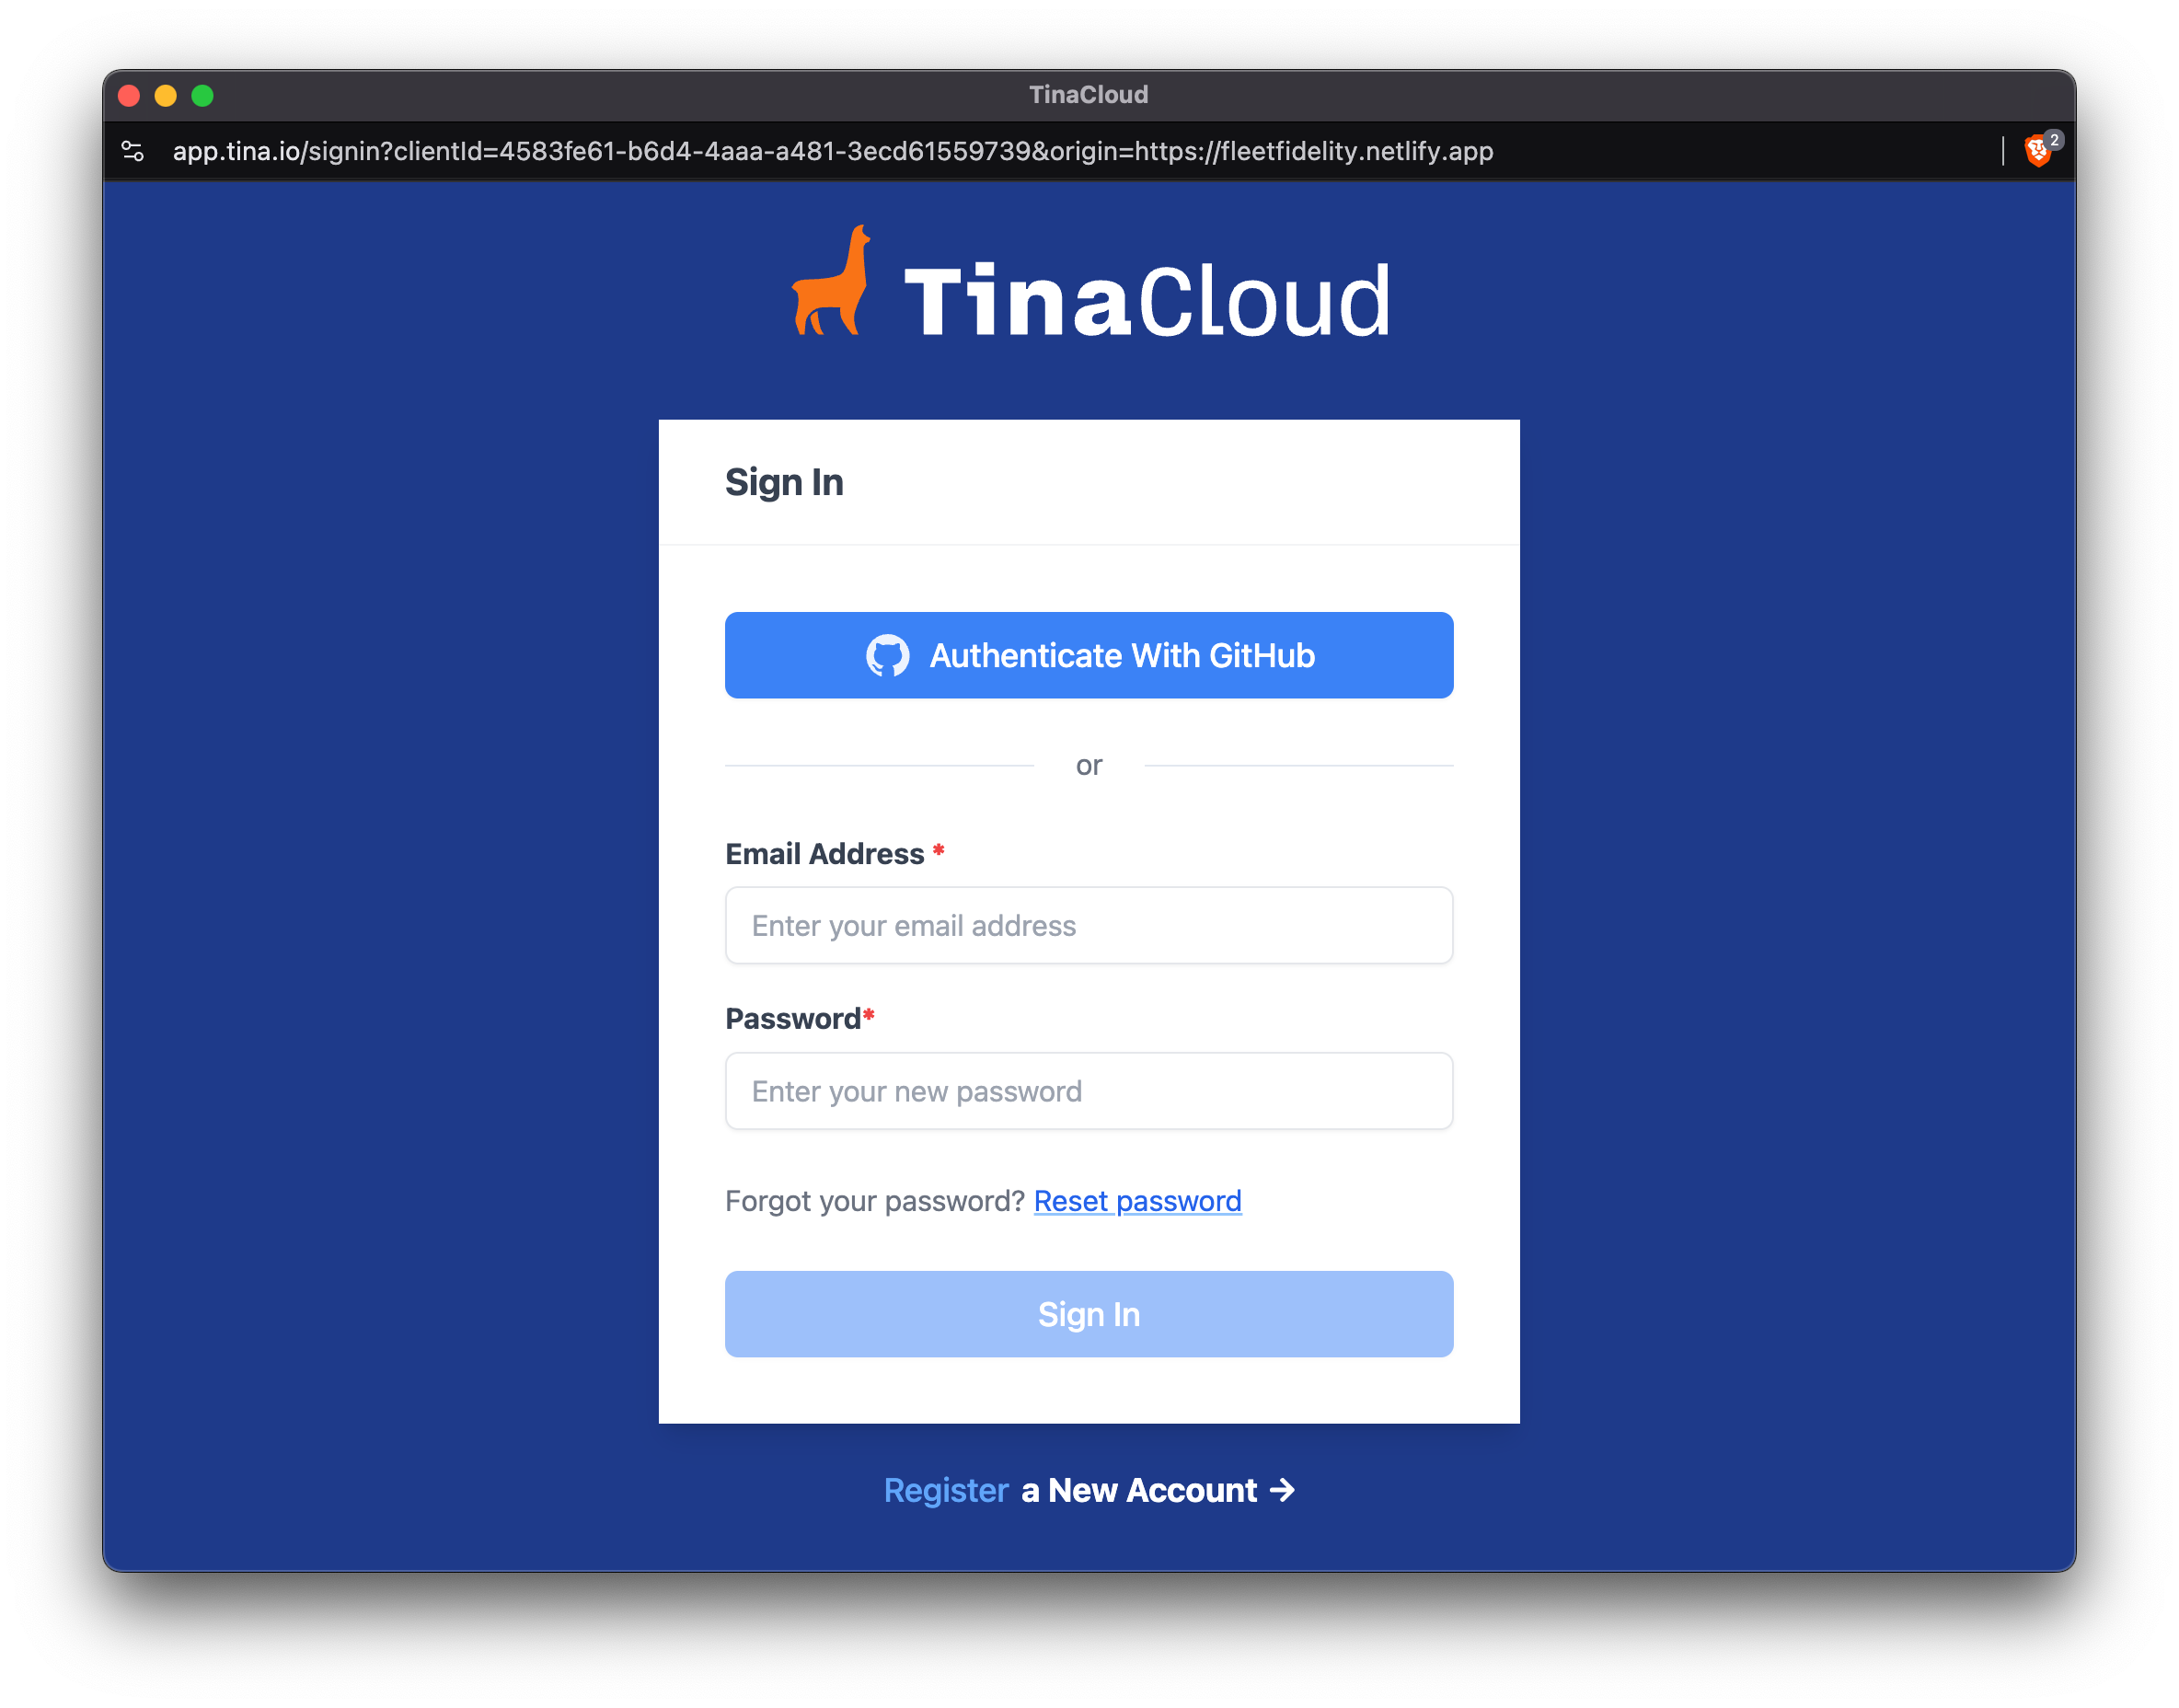 TinaCloud
app.tina.io/signin?clientId=4583fe61-b6d4-4aaa-a481-3ecd61559739&origin=https://fleetfidelity.netlify.app
2
TinaCloud
Sign In
Authenticate With GitHub
or
Email Address *
Enter your email address
Password*
Enter your new password
Forgot your password? Reset password
Sign In
Register a New Account →